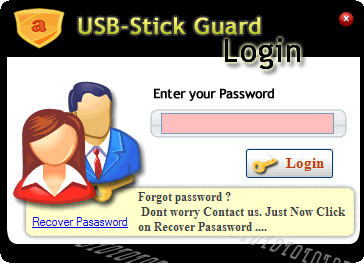 a
USB-Stick Guard
Login
Enter your Password
Login
Forgot password ?
Dont worry Contact us. Just Now Click
on Recover Pasasword ....
Recover Pasasword